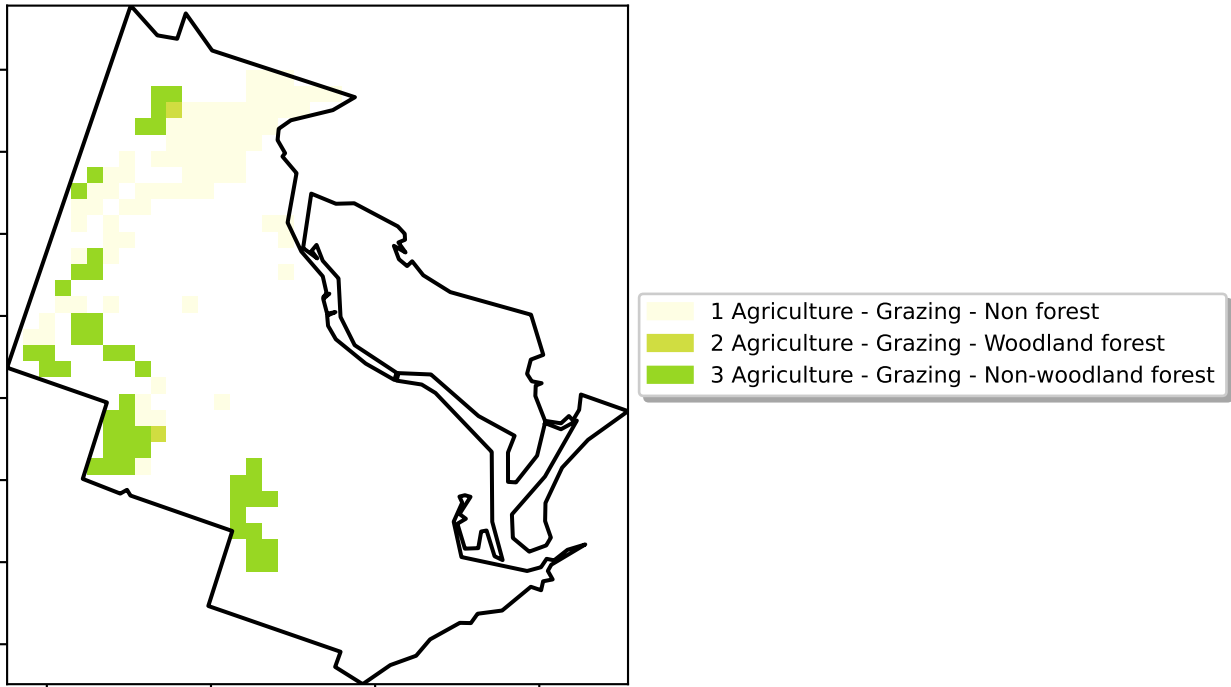 1 Agriculture - Grazing - Non forest
2 Agriculture - Grazing - Woodland forest
3 Agriculture - Grazing - Non-woodland forest